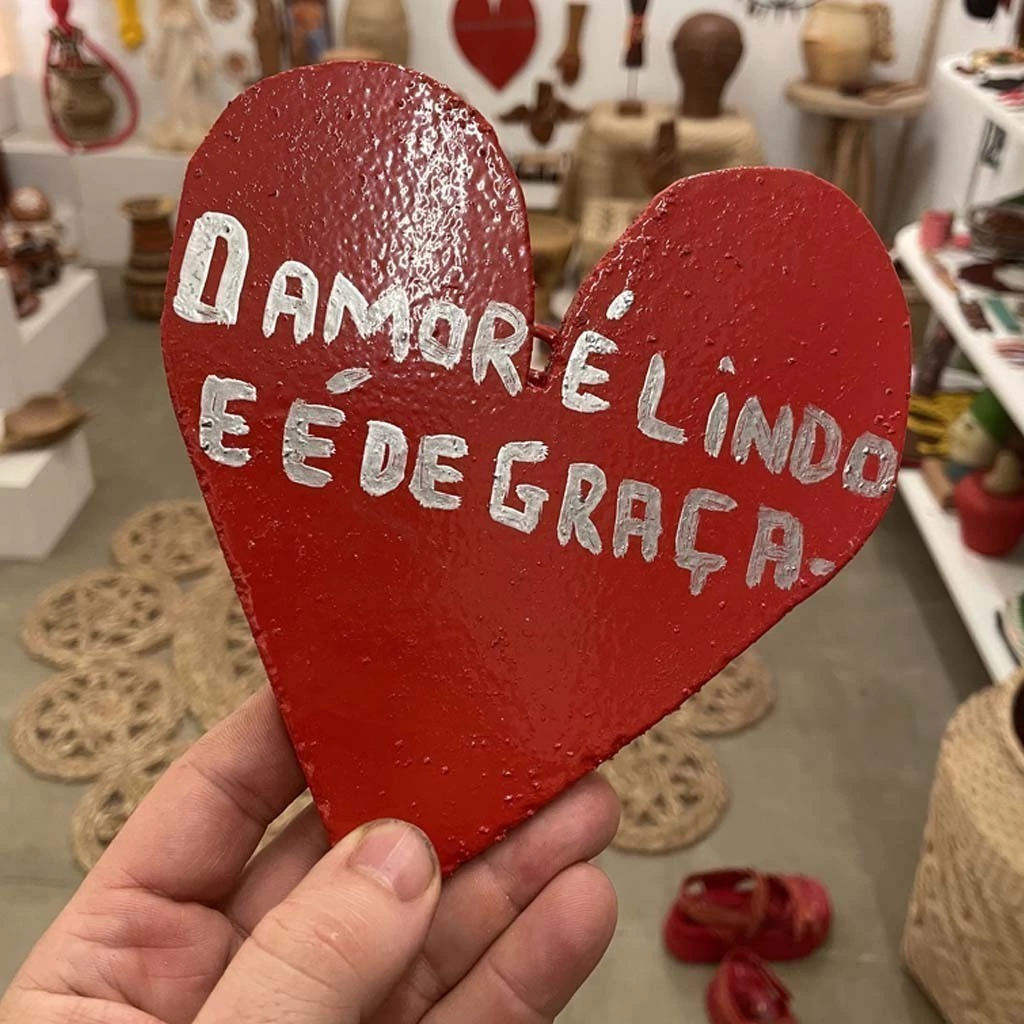 O AMOR É LiNDO
E É DE GRAÇA.